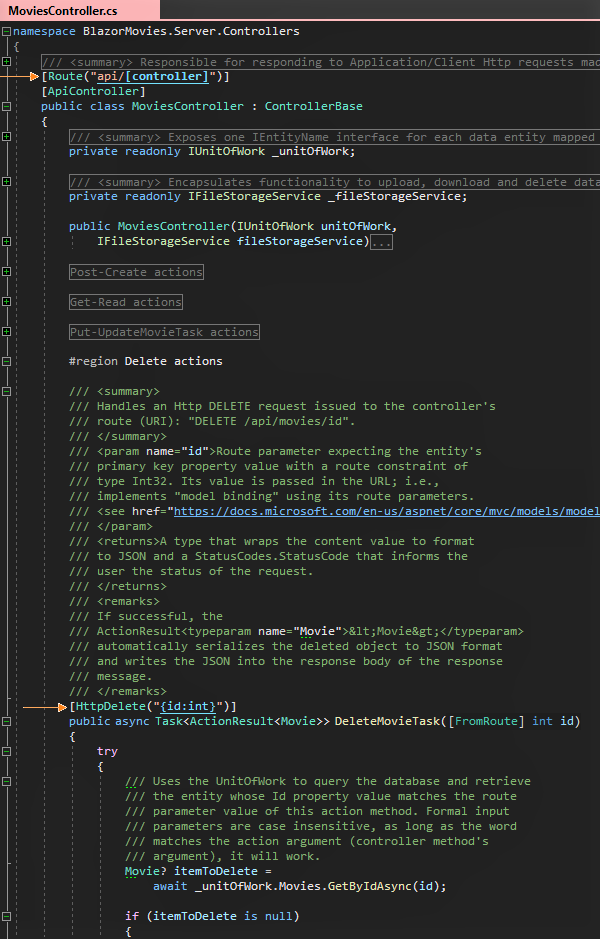 MoviesController.cs
namespace BlazorMovies.Server.Controllers
{
/// <summary> Responsible for responding to Application/Client Http requests mad
[Route("api/[controller]")]
[ApiController]
public class MoviesController : ControllerBase
{
/// <summary> Exposes one IEntityName interface for each data entity mapped
private readonly IUnitOfWork _unitOfWork;
/// <summary> Encapsulates functionality to upload, download and delete data
private readonly IFileStorageService _fileStorageService;
public MoviesController(IUnitOfWork unitOfWork,
IFileStorageService fileStorageService)...
Post-Create actions
Get-Read actions
Put-UpdateMovieTask actions
#region Delete actions
/// <summary>
/// Handles an Http DELETE request issued to the controller's
/// route (URI): "DELETE /api/movies/id".
/// </summary>
/// <param name="id">Route parameter expecting the entity's
/// primary key property value with a route constraint of
/// type Int32. Its value is passed in the URL; i.e.,
/// implements "model binding" using its route parameters.
/// <see href="https://docs.microsoft.com/en-us/aspnet/core/mvc/models/model
/// </param>
/// <returns>A type that wraps the content value to format
/// to JSON and a StatusCodes.StatusCode that informs the
/// user the status of the request.
/// </returns>
/// <remarks>
/// If successful, the
/// ActionResult<typeparam name="Movie">&lt;Movie&gt;</typeparam>
/// automatically serializes the deleted object to JSON format
/// and writes the JSON into the response body of the response
/// message.
/// </remarks>
[HttpDelete("{id:int}")]
public async Task<ActionResult<Movie>> DeleteMovieTask([FromRoute] int id)
{
try
{
/// Uses the UnitOfWork to query the database and retrieve
/// the entity whose Id property value matches the route
/// parameter value of this action method. Formal input
/// parameters are case insensitive, as long as the word
/// matches the action argument (controller method's
/// argument), it will work.
Movie? itemToDelete =
await _unitOfWork.Movies.GetByIdAsync(id);
if (itemToDelete is null)
{